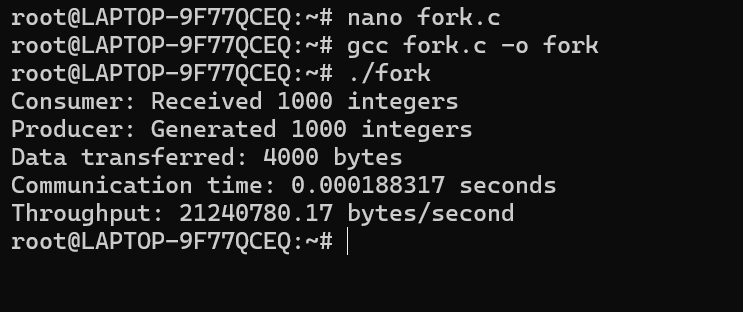 root@LAPTOP-9F77QCEQ:~# nano fork.c
root@LAPTOP-9F77QCEQ:~# gcc fork.c -o fork
root@LAPTOP-9F77QCEQ:~# ./fork
Consumer: Received 1000 integers
Producer: Generated 1000 integers
Data transferred: 4000 bytes
Communication time: 0.000188317 seconds
Throughput: 21240780.17 bytes/second
root@LAPTOP-9F77QCEQ:~#